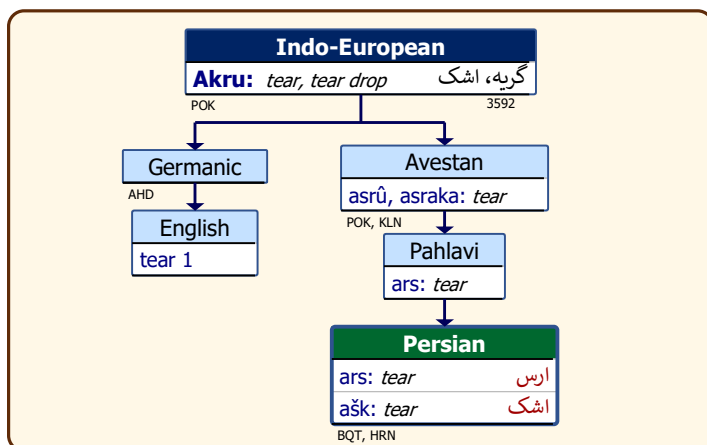 Indo-European
Akru: tear, tear drop گریه، اشک
POK 3592
Germanic
AHD
English
tear 1
Avestan
asrû, asraka: tear
POK, KLN
Pahlavi
ars: tear
Persian
ars: tear ارس
ašk: tear اشک
BQT, HRN